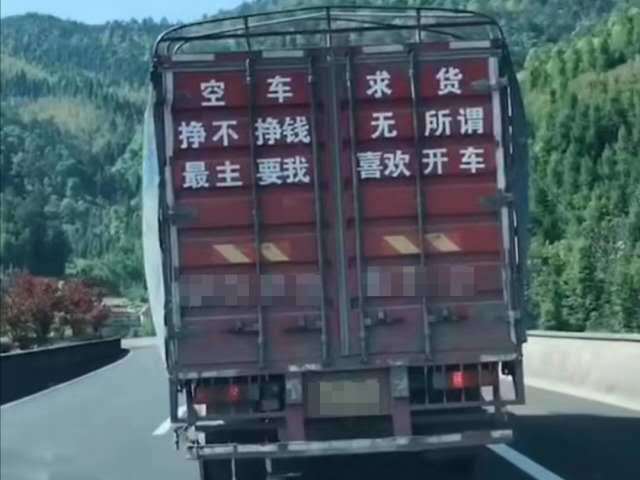 空车 求货
挣不挣钱 无所谓
最主要我 喜欢开车